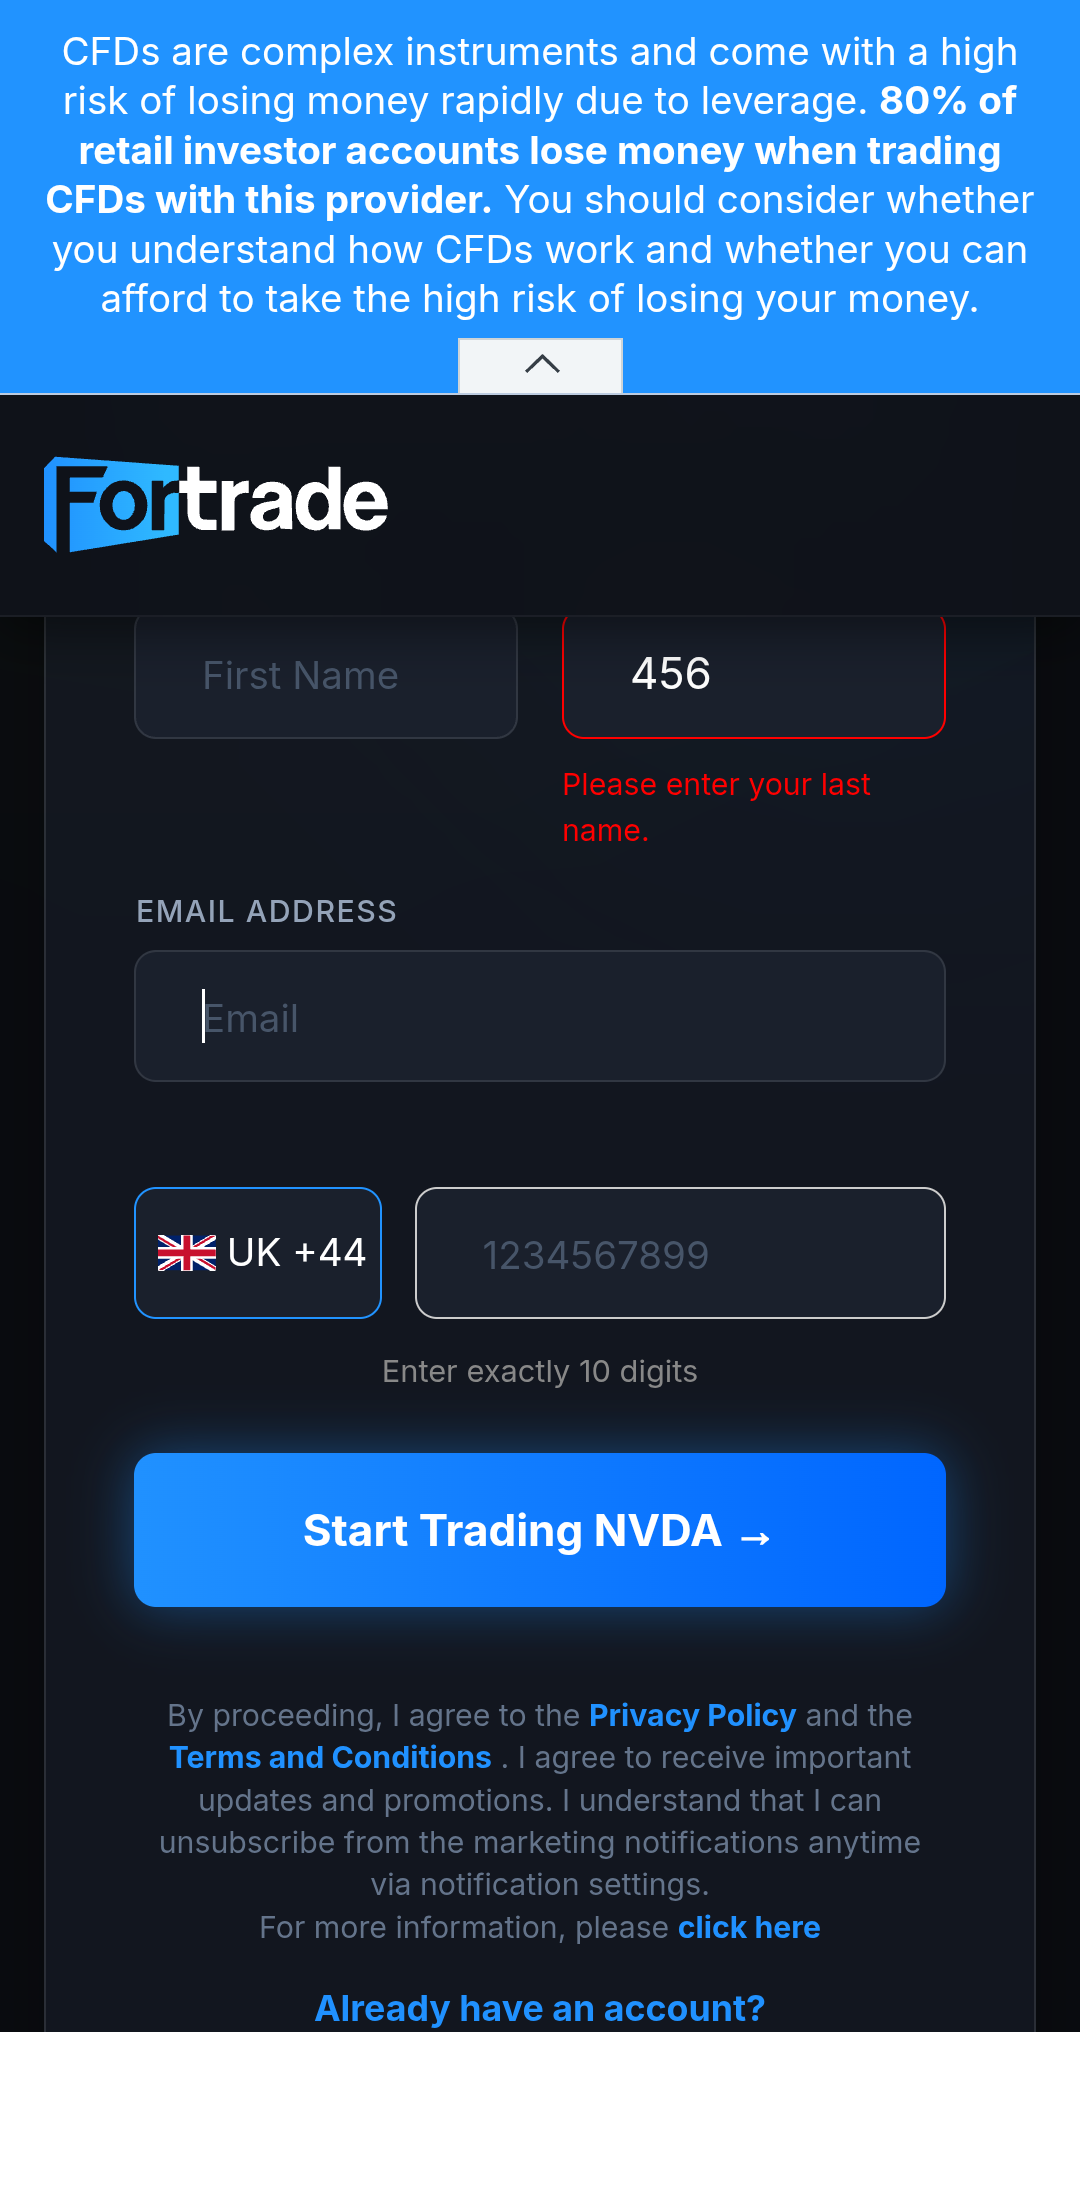 CFDs are complex instruments and come with a high
risk of losing money rapidly due to leverage. 80% of
retail investor accounts lose money when trading
CFDs with this provider. You should consider whether
you understand how CFDs work and whether you can
afford to take the high risk of losing your money.
Fortrade
First Name
456
Please enter your last
name.
EMAIL ADDRESS
Email
UK +44
1234567899
Enter exactly 10 digits
Start Trading NVDA →
By proceeding, I agree to the Privacy Policy and the
Terms and Conditions . I agree to receive important
updates and promotions. I understand that I can
unsubscribe from the marketing notifications anytime
via notification settings.
For more information, please click here
Already have an account?